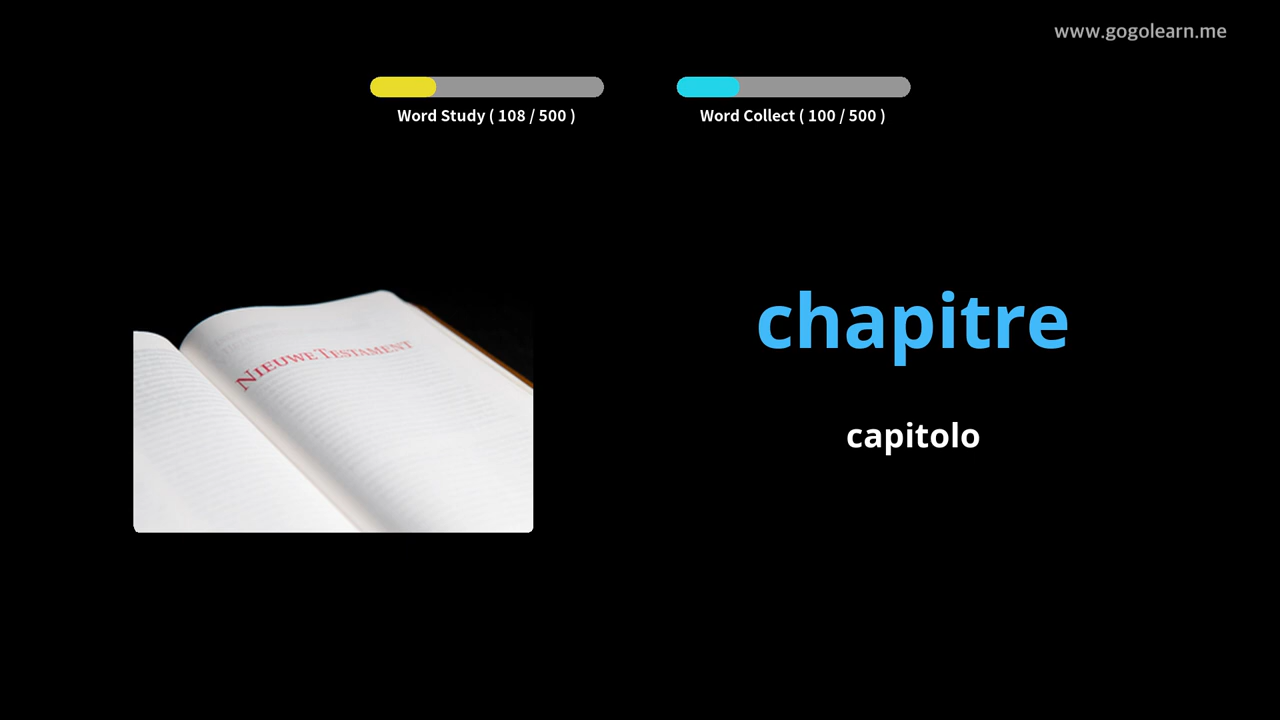 www.gogolearn.me
Word Study ( 108 / 500 )
Word Collect ( 100 / 500 )
NIEUWE TESTAMENT
chapitre
capitolo